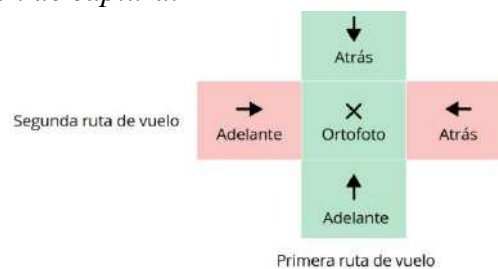 Atrás
Segunda ruta de vuelo
Adelante
Ortofoto
Atrás
Adelante
Primera ruta de vuelo